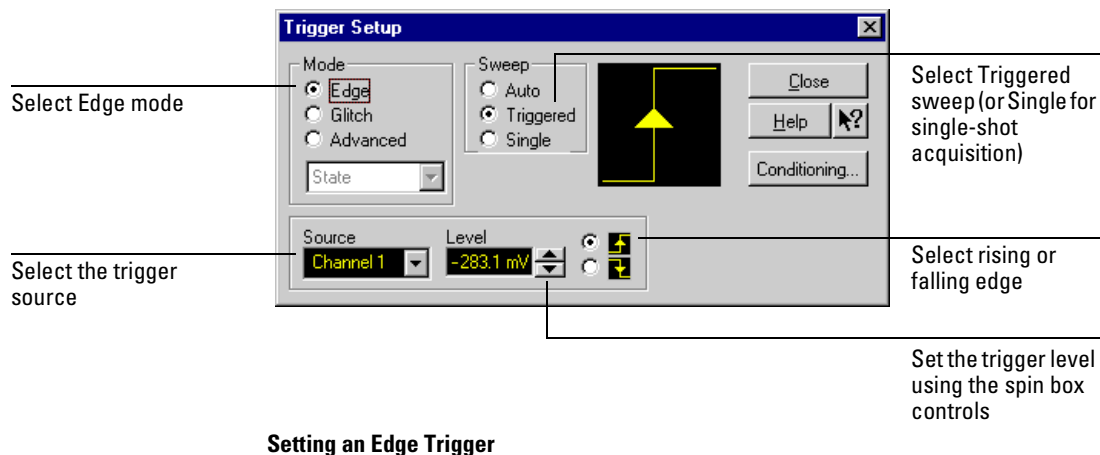 Trigger Setup
Mode
Edge
Glitch
Advanced
State
Sweep
Auto
Triggered
Single
Close
Help
?
Conditioning...
Source
Channel 1
Level
-283.1 mV
Select Edge mode
Select the trigger
source
Select Triggered
sweep (or Single for
single-shot
acquisition)
Select rising or
falling edge
Set the trigger level
using the spin box
controls
Setting an Edge Trigger